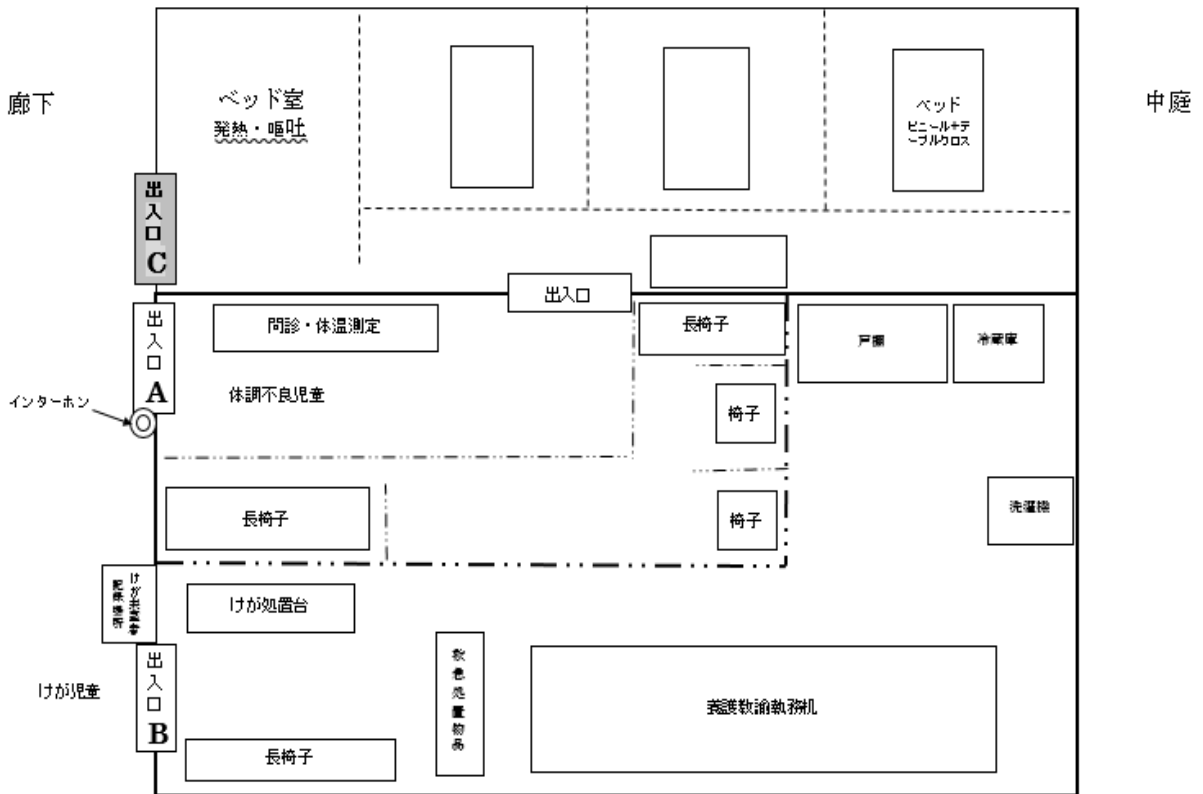 廊下
中庭
ベッド室
発熱・嘔吐
ベッド
ビニール+テ
ーブルクロス
出入口C
出入口
出入口A
問診・体温測定
体調不良児童
長椅子
戸棚
冷蔵庫
インターホン
椅子
長椅子
椅子
洗濯機
けが処置台
けが児童
出入口B
救急処置物品
養護教諭執務机
長椅子